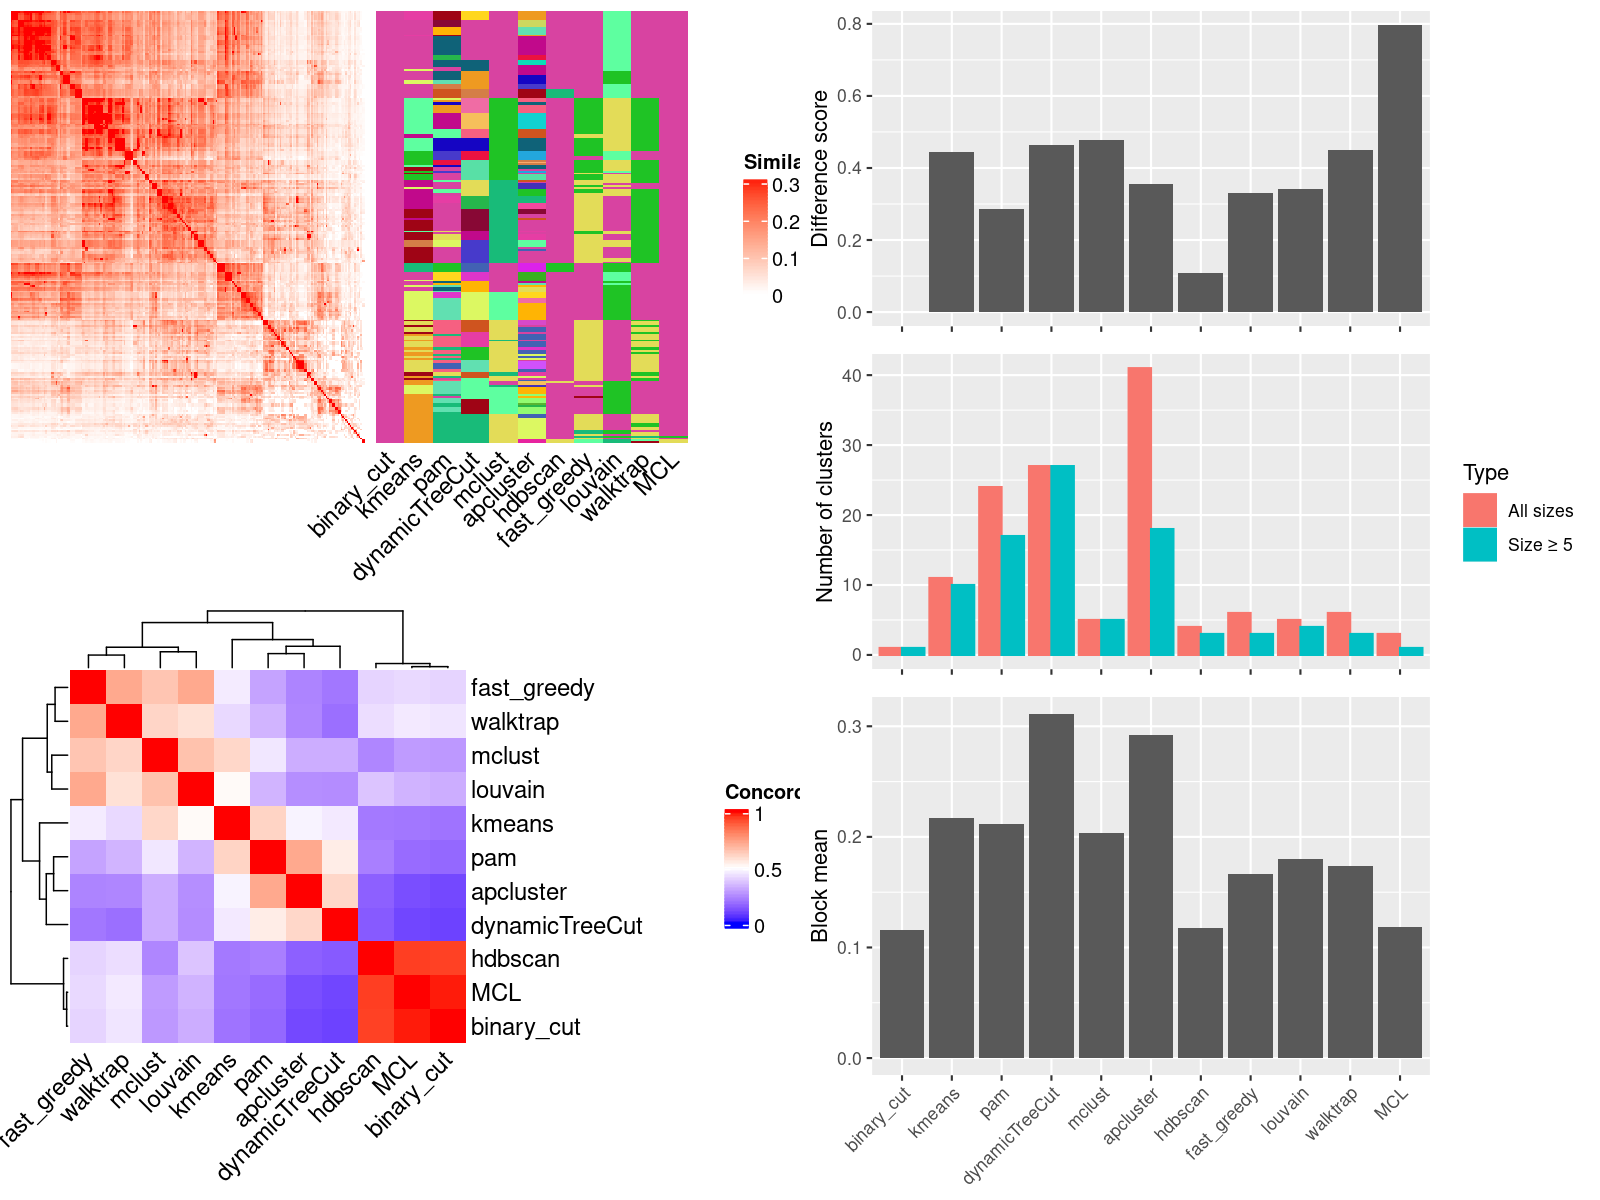 Simila
0.3
0.2
0.1
0
binary_cut
kmeans
pam
dynamicTreeCut
mclust
apcluster
hdbscan
fast_greedy
louvain
walktrap
MCL
fast_greedy
walktrap
mclust
louvain
kmeans
pam
apcluster
dynamicTreeCut
hdbscan
MCL
binary_cut
fast_greedy
walktrap
mclust
louvain
kmeans
pam
apcluster
dynamicTreeCut
hdbscan
MCL
binary_cut
Concord
1
0.5
0
Difference score
0.8
0.6
0.4
0.2
0.0
Number of clusters
40
30
20
10
0
Type
All sizes
Size ≥ 5
Block mean
0.3
0.2
0.1
0.0
binary_cut
kmeans
pam
dynamicTreeCut
mclust
apcluster
hdbscan
fast_greedy
louvain
walktrap
MCL